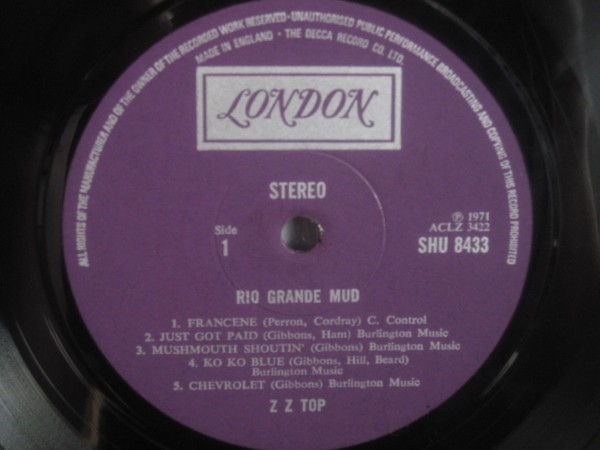 ALL RIGHTS OF THE MANUFACTURER AND OF THE OWNER OF THE RECORDED WORK RESERVED-UNAUTHORISED PUBLIC PERFORMANCE BROADCASTING AND COPYING OF THIS RECORD PROHIBITED
MADE IN ENGLAND · THE DECCA RECORD CO. LTD.
LONDON
STEREO
Side
1
℗ 1971
ACLZ 3422
SHU 8433
RIO GRANDE MUD
1. FRANCENE (Perron, Cordray) C. Control
2. JUST GOT PAID (Gibbons, Ham) Burlington Music
3. MUSHMOUTH SHOUTIN' (Gibbons) Burlington Music
4. KO KO BLUE (Gibbons, Hill, Beard)
Burlington Music
5. CHEVROLET (Gibbons) Burlington Music
Z Z TOP